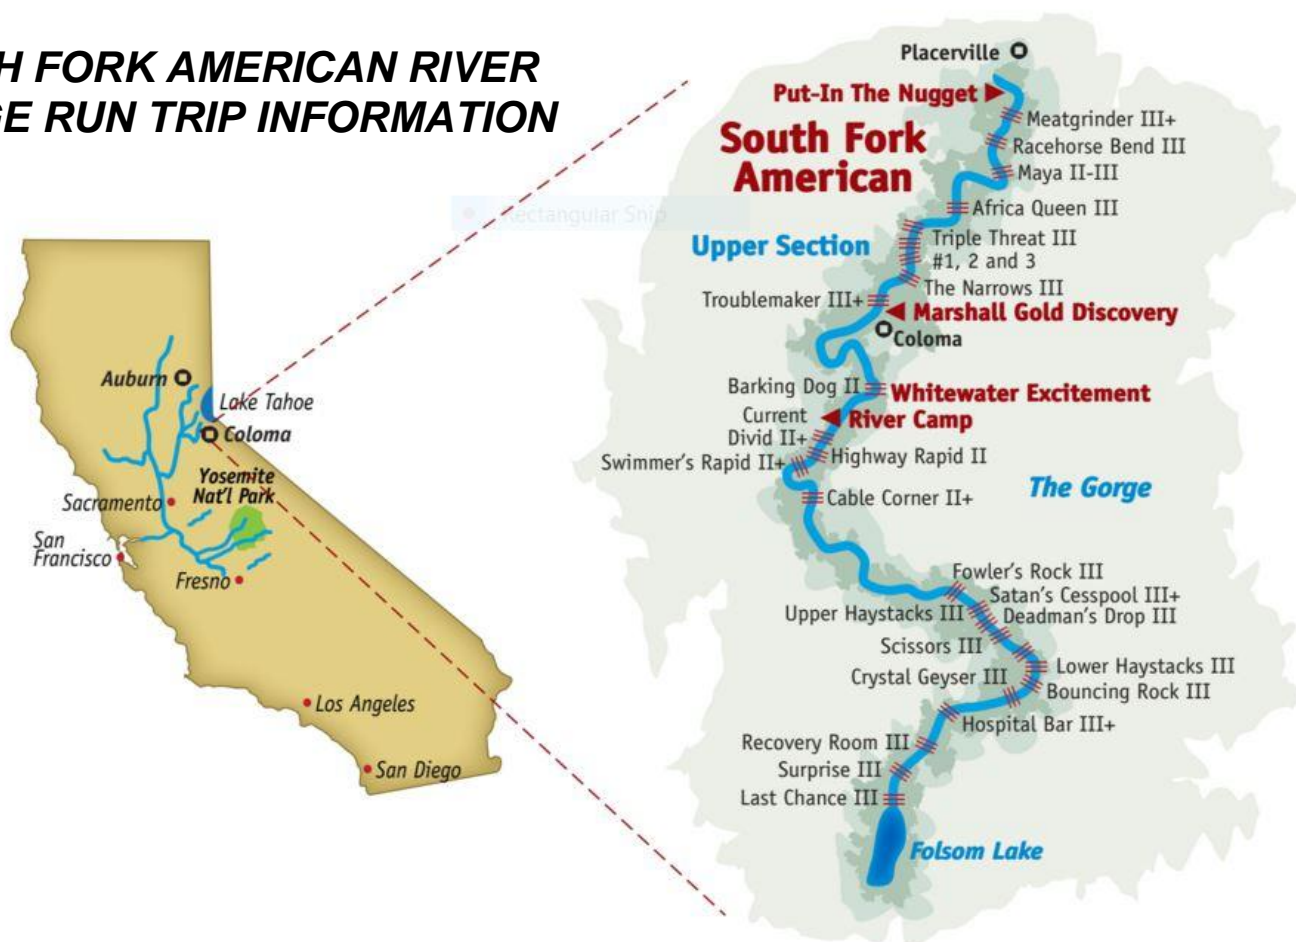 H FORK AMERICAN RIVER
GE RUN TRIP INFORMATION
Rectangular Snip
Auburn
Lake Tahoe
Coloma
Yosemite
Nat'l Park
Sacramento
San
Francisco
Fresno
Los Angeles
San Diego
Placerville
Put-In The Nugget
South Fork
American
Meatgrinder III+
Racehorse Bend III
Maya II-III
Africa Queen III
Upper Section
Triple Threat III
#1, 2 and 3
The Narrows III
Troublemaker III+
Marshall Gold Discovery
Coloma
Barking Dog II
Whitewater Excitement
River Camp
Current
Divid II+
Highway Rapid II
Swimmer's Rapid II+
The Gorge
Cable Corner II+
Fowler's Rock III
Satan's Cesspool III+
Upper Haystacks III
Deadman's Drop III
Scissors III
Lower Haystacks III
Crystal Geyser III
Bouncing Rock III
Hospital Bar III+
Recovery Room III
Surprise III
Last Chance III
Folsom Lake